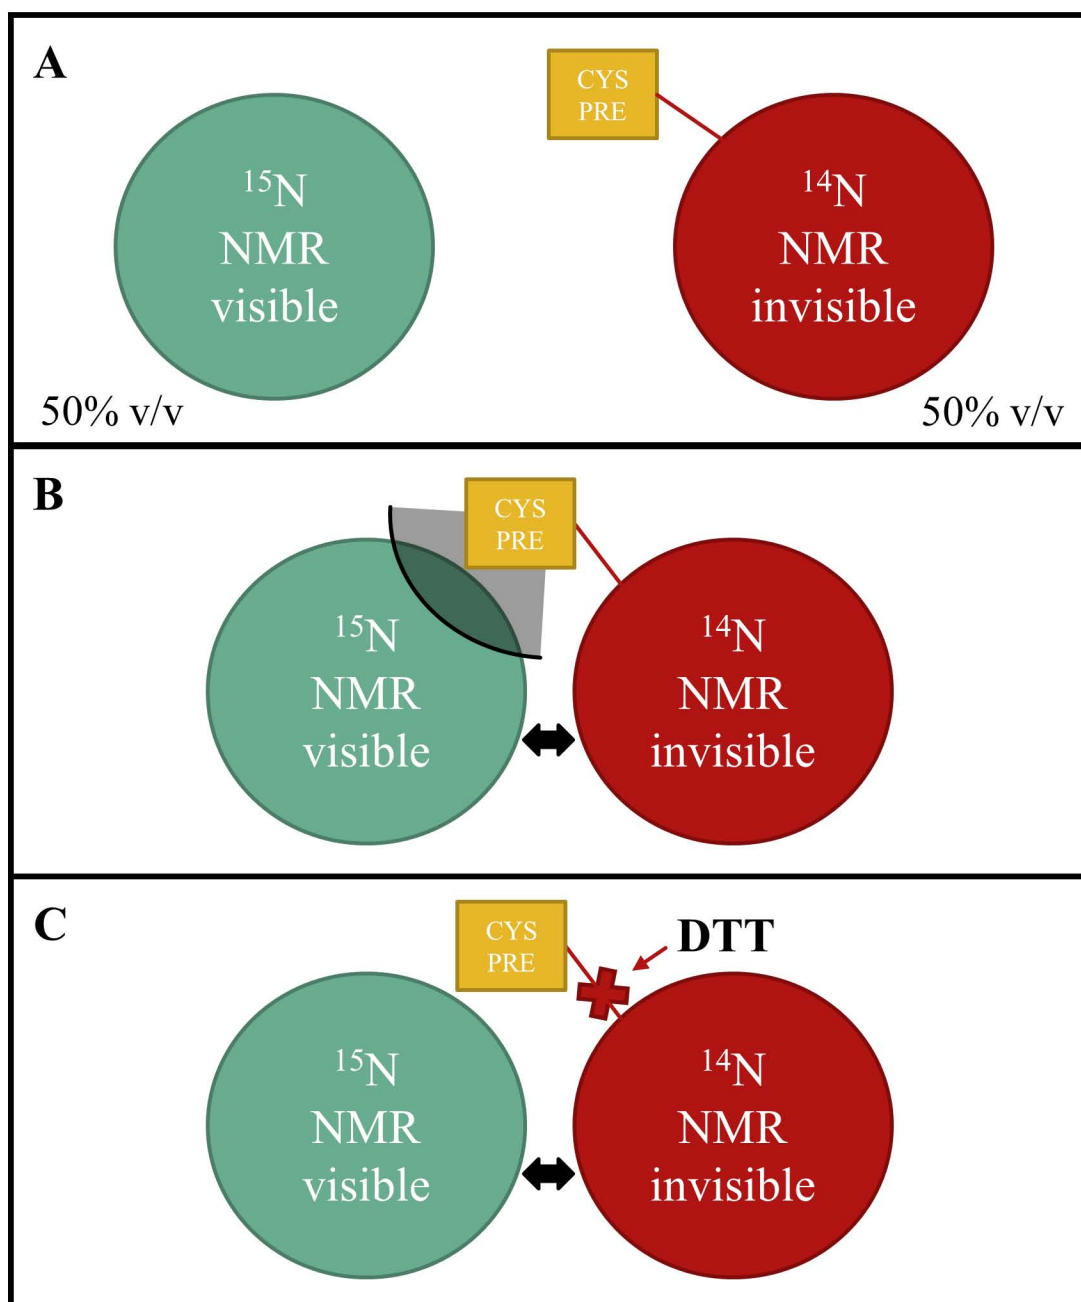 A
CYS
PRE
¹⁵N
NMR
visible
¹⁴N
NMR
invisible
50% v/v
50% v/v
B
CYS
PRE
¹⁵N
NMR
visible
¹⁴N
NMR
invisible
C
CYS
PRE
DTT
¹⁵N
NMR
visible
¹⁴N
NMR
invisible